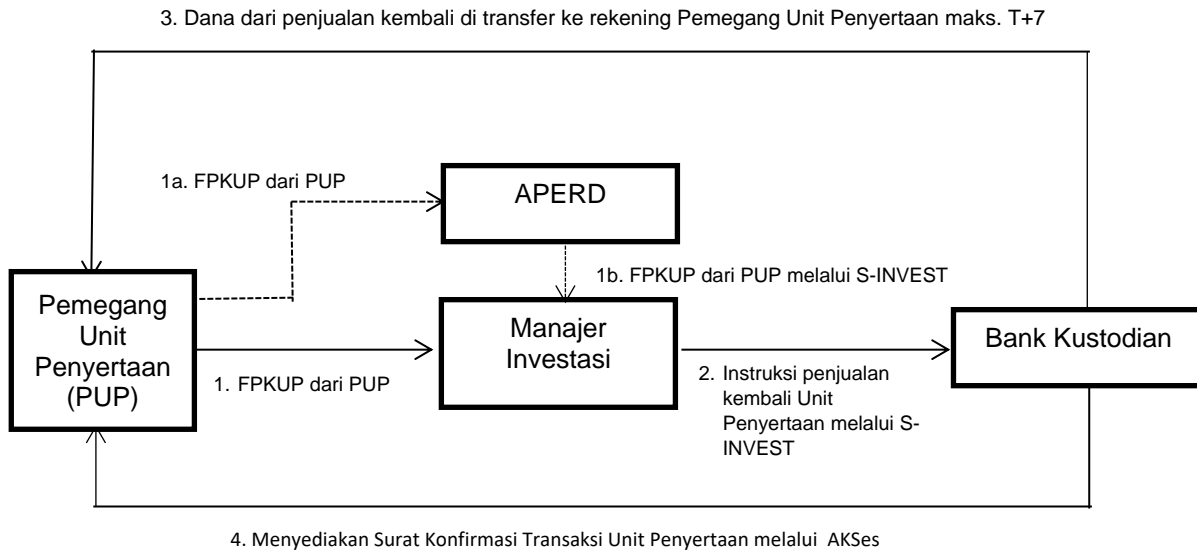 3. Dana dari penjualan kembali di transfer ke rekening Pemegang Unit Penyertaan maks. T+7
1a. FPKUP dari PUP
APERD
1b. FPKUP dari PUP melalui S-INVEST
Pemegang
Unit
Penyertaan
(PUP)
Manajer
Investasi
Bank Kustodian
1. FPKUP dari PUP
2. Instruksi penjualan
kembali Unit
Penyertaan melalui S-
INVEST
4. Menyediakan Surat Konfirmasi Transaksi Unit Penyertaan melalui AKSes